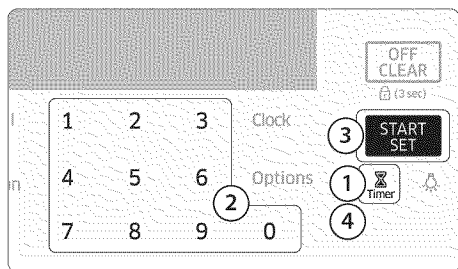 OFF
CLEAR
(3 sec)
1 2 3 Clock
3 START
SET
4 5 6 Options
1 Timer
2
4
7 8 9 0